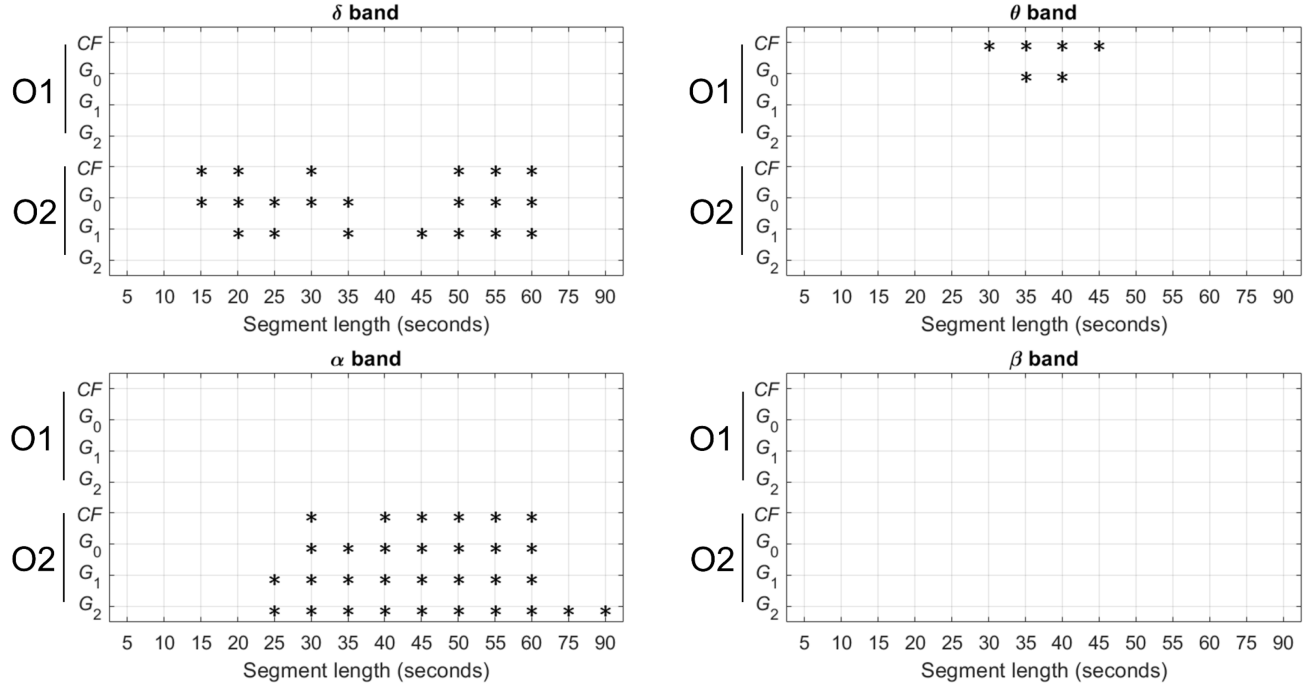 δ band
CF
G0
O1
G1
G2
CF
G0
O2
G1
G2
* * * * * *
* * * * * * * *
* * * * * * *
5 10 15 20 25 30 35 40 45 50 55 60 75 90
Segment length (seconds)
θ band
CF
G0
O1
G1
G2
CF
G0
O2
G1
G2
* * * *
* *
5 10 15 20 25 30 35 40 45 50 55 60 75 90
Segment length (seconds)
α band
CF
G0
O1
G1
G2
CF
G0
O2
G1
G2
* * * * * *
* * * * * * *
* * * * * * * *
* * * * * * * * * *
5 10 15 20 25 30 35 40 45 50 55 60 75 90
Segment length (seconds)
β band
CF
G0
O1
G1
G2
CF
G0
O2
G1
G2
5 10 15 20 25 30 35 40 45 50 55 60 75 90
Segment length (seconds)